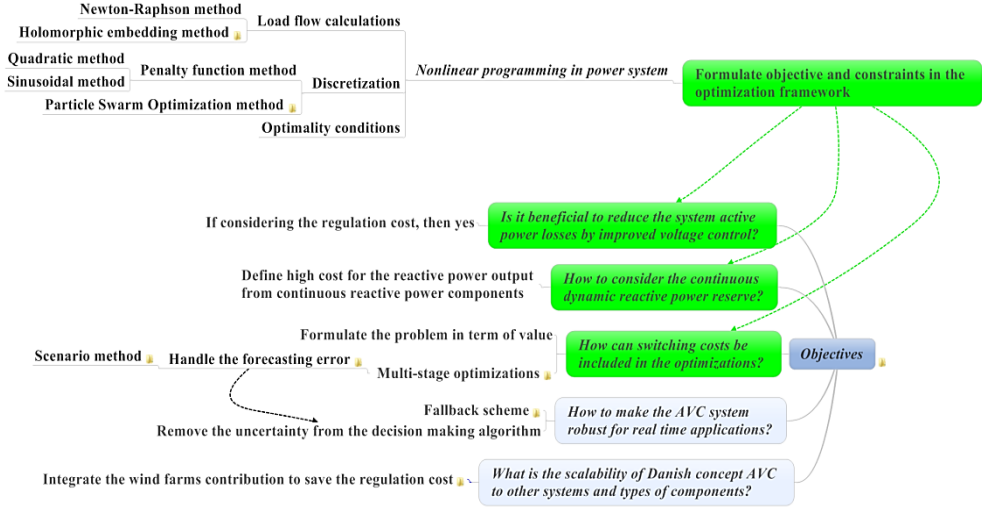 Newton-Raphson method
Holomorphic embedding method
Load flow calculations
Quadratic method
Sinusoidal method
Penalty function method
Particle Swarm Optimization method
Discretization
Optimality conditions
Nonlinear programming in power system
Formulate objective and constraints in the
optimization framework
If considering the regulation cost, then yes
Is it beneficial to reduce the system active
power losses by improved voltage control?
Define high cost for the reactive power output
from continuous reactive power components
How to consider the continuous
dynamic reactive power reserve?
Formulate the problem in term of value
Scenario method
Handle the forecasting error
Multi-stage optimizations
How can switching costs be
included in the optimizations?
Objectives
Fallback scheme
Remove the uncertainty from the decision making algorithm
How to make the AVC system
robust for real time applications?
Integrate the wind farms contribution to save the regulation cost
What is the scalability of Danish concept AVC
to other systems and types of components?